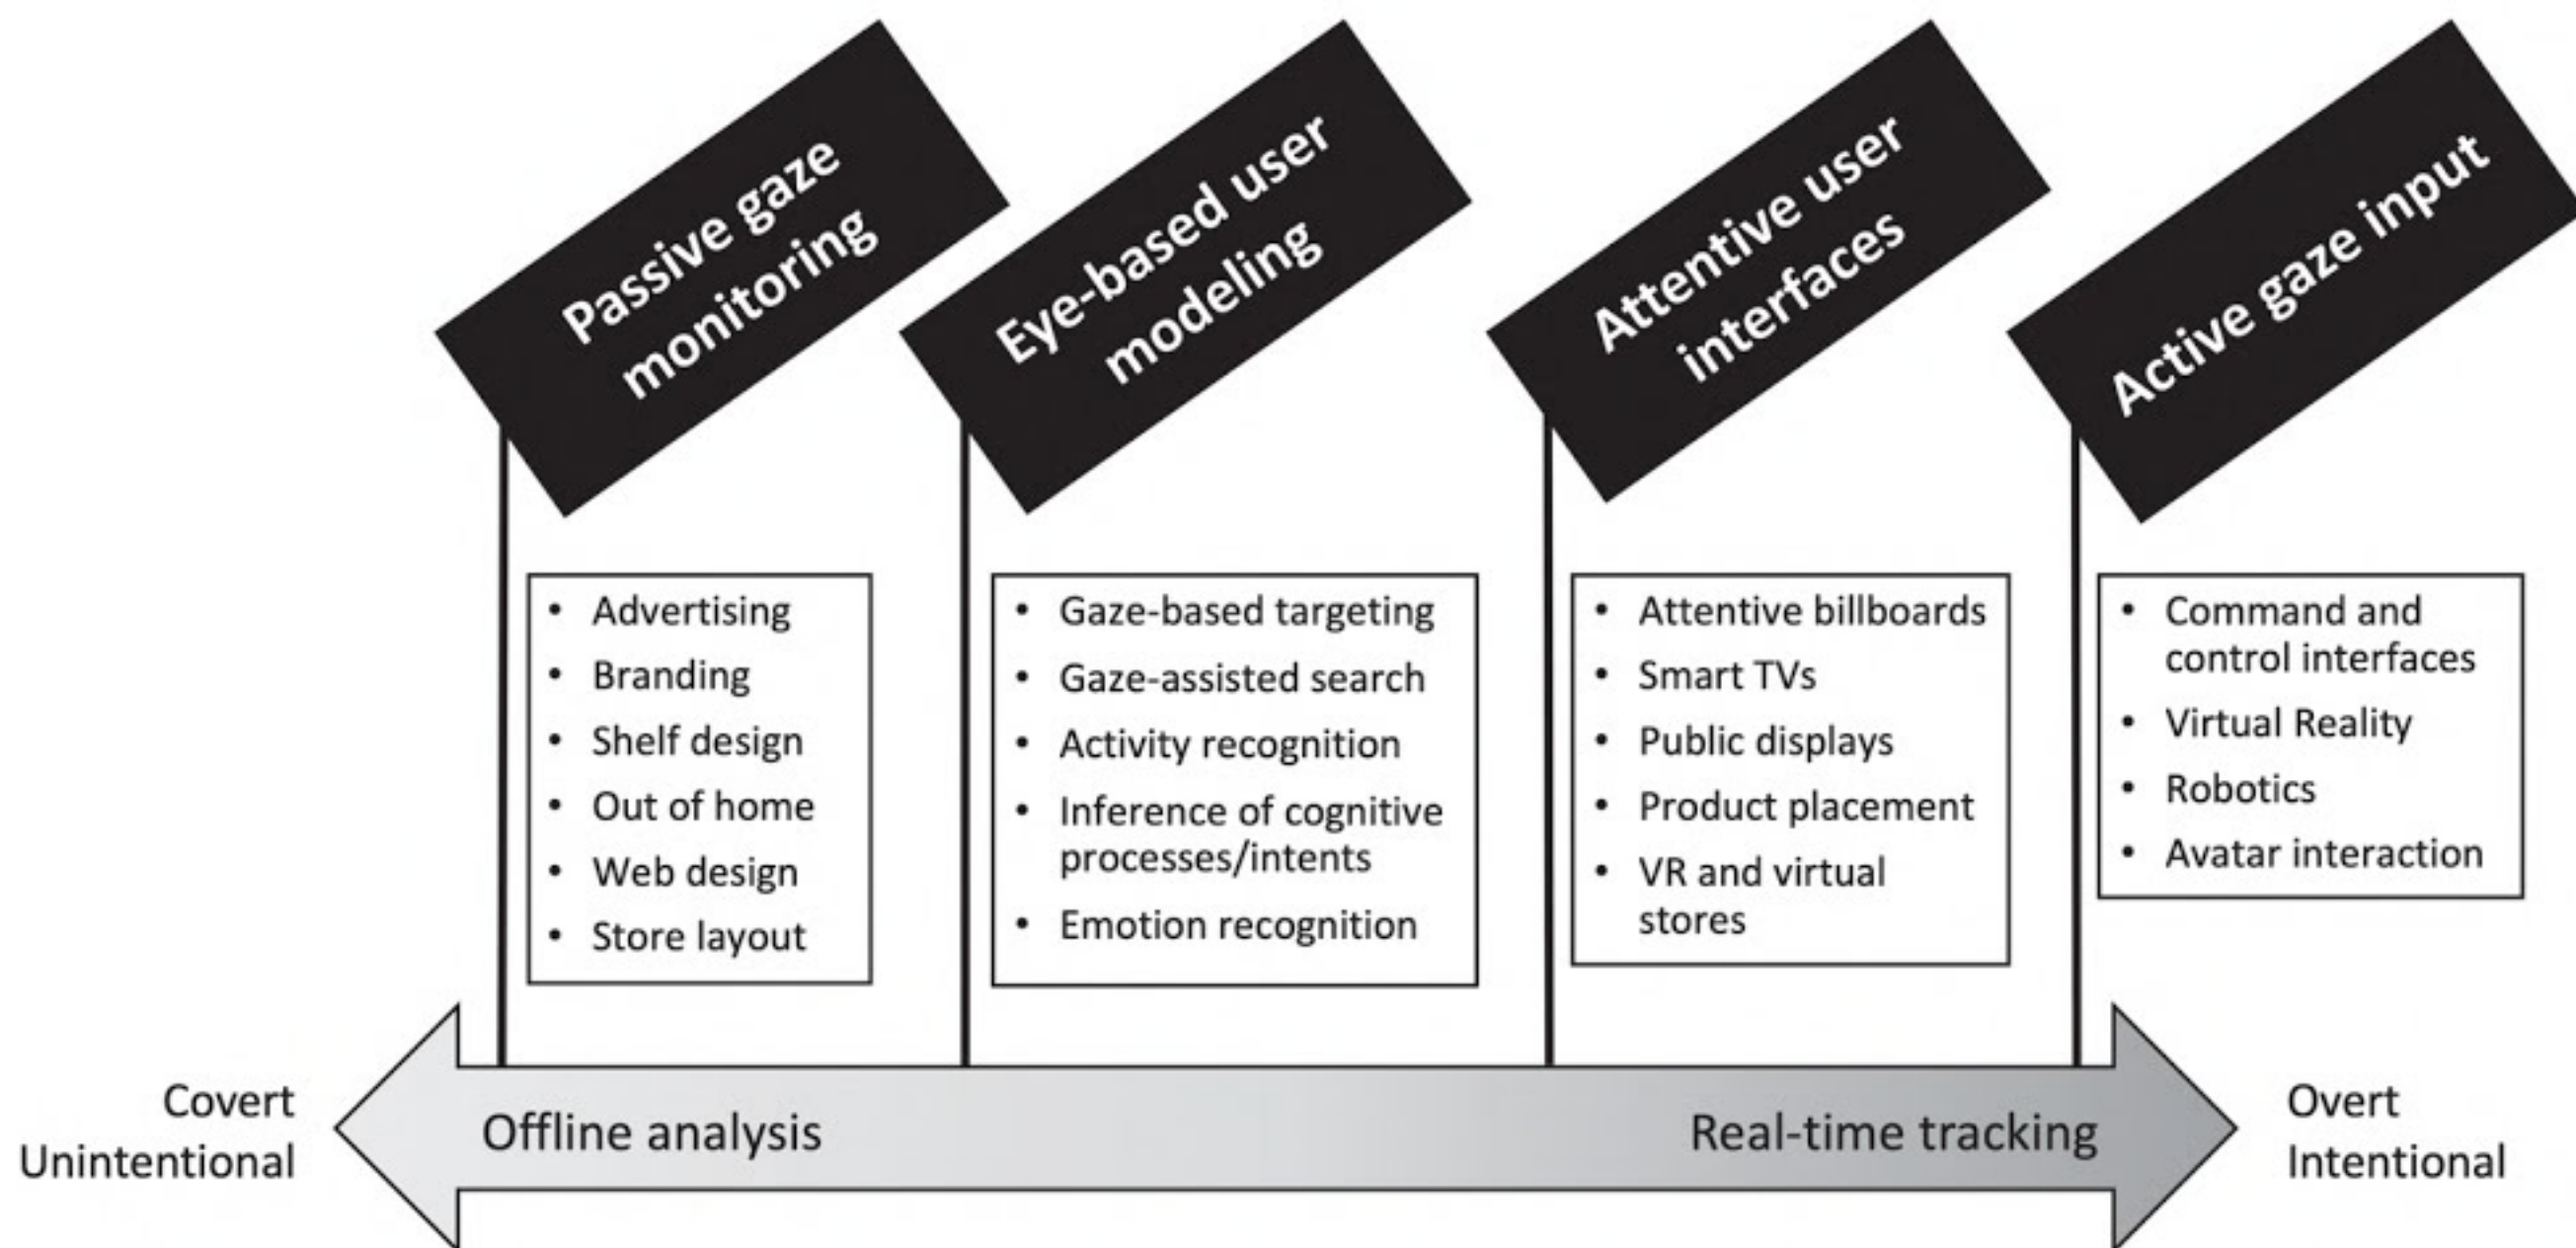 Passive gaze
monitoring
Eye-based user
modeling
Attentive user
interfaces
Active gaze input
• Advertising
• Branding
• Shelf design
• Out of home
• Web design
• Store layout
• Gaze-based targeting
• Gaze-assisted search
• Activity recognition
• Inference of cognitive
processes/intents
• Emotion recognition
• Attentive billboards
• Smart TVs
• Public displays
• Product placement
• VR and virtual
stores
• Command and
control interfaces
• Virtual Reality
• Robotics
• Avatar interaction
Covert
Unintentional
Offline analysis
Real-time tracking
Overt
Intentional